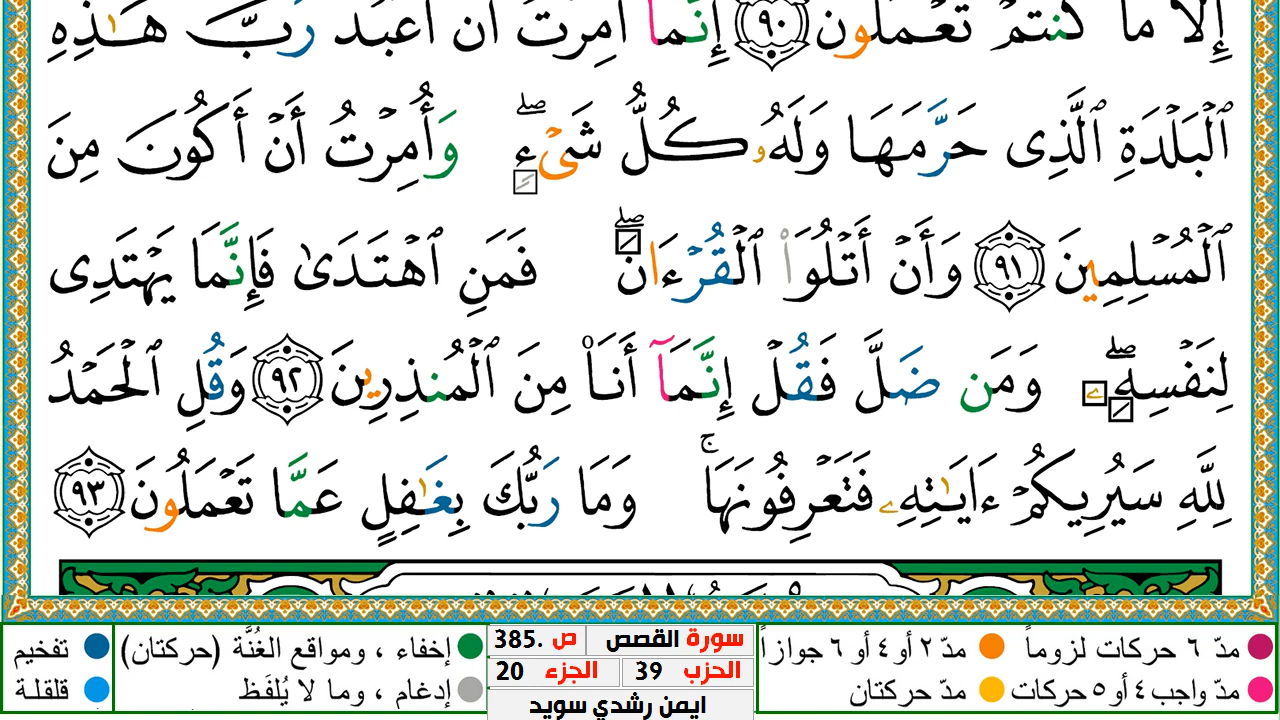 إِلَّا مَا كُنتُمْ تَعْمَلُونَ ٩٠ إِنَّمَآ أُمِرْتُ أَنْ أَعْبُدَ رَبَّ هَٰذِهِ
ٱلْبَلْدَةِ ٱلَّذِى حَرَّمَهَا وَلَهُۥ كُلُّ شَىْءٍۖ وَأُمِرْتُ أَنْ أَكُونَ مِنَ
ٱلْمُسْلِمِينَ ٩١ وَأَنْ أَتْلُوَا۟ ٱلْقُرْءَانَۖ فَمَنِ ٱهْتَدَىٰ فَإِنَّمَا يَهْتَدِى
لِنَفْسِهِۦۖ وَمَن ضَلَّ فَقُلْ إِنَّمَآ أَنَا۠ مِنَ ٱلْمُنذِرِينَ ٩٢ وَقُلِ ٱلْحَمْدُ
لِلَّهِ سَيُرِيكُمْ ءَايَٰتِهِۦ فَتَعْرِفُونَهَاۚ وَمَا رَبُّكَ بِغَٰفِلٍ عَمَّا تَعْمَلُونَ ٩٣
مدّ ٦ حركات لزوماً مدّ ٢ أو ٤ أو ٦ جوازاً
مدّ واجب ٤ أو ٥ حركات مدّ حركتان
سورة القصص ص .385
الحزب 39 الجزء 20
ايمن رشدي سويد
إخفاء ، ومواقع الغُنَّة (حركتان) تفخيم
إدغام ، وما لا يُلفَظ قلقلة